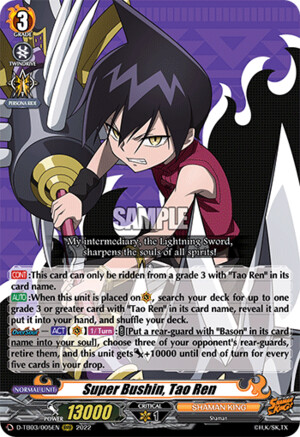 3
GRADE
TWINDRIVE
PERSONA RIDE
SAMPLE
My intermediary, the Lightning Sword,
sharpens the souls of all spirits!
CONT:This card can only be ridden from a grade 3 with "Tao Ren" in its
card name.
AUTO:When this unit is placed on, search your deck for up to one
grade 3 or greater card with "Tao Ren" in its card name, reveal it and
put it into your hand, and shuffle your deck.
OverSoul — ACT 1/Turn : [Put a rear-guard with "Bason" in its card
name into your soul], choose three of your opponent's rear-guards,
retire them, and this unit gets +10000 until end of turn for every
five cards in your drop.
Super Bushin, Tao Ren
NORMAL UNIT
POWER 13000
CRITICAL 1
SHAMAN KING
Shaman
D-TB03/005EN RRR 2022
©H.K/SK.TX